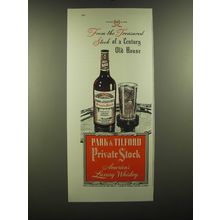 From the Treasured
Stock of a Century
Old House
PARK & TILFORD
Private Stock
America's
Luxury Whiskey